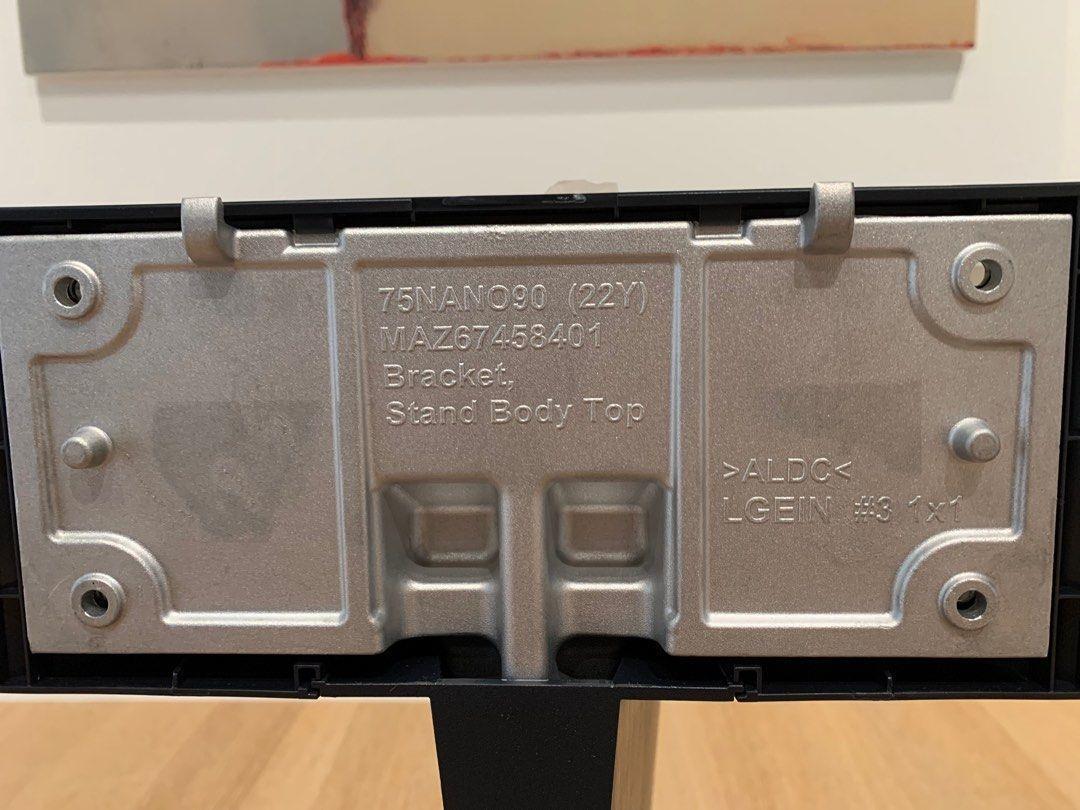 75NANO90 (22Y)
MAZ67458401
Bracket,
Stand Body Top
>ALDC<
LGEIN #3 1x1